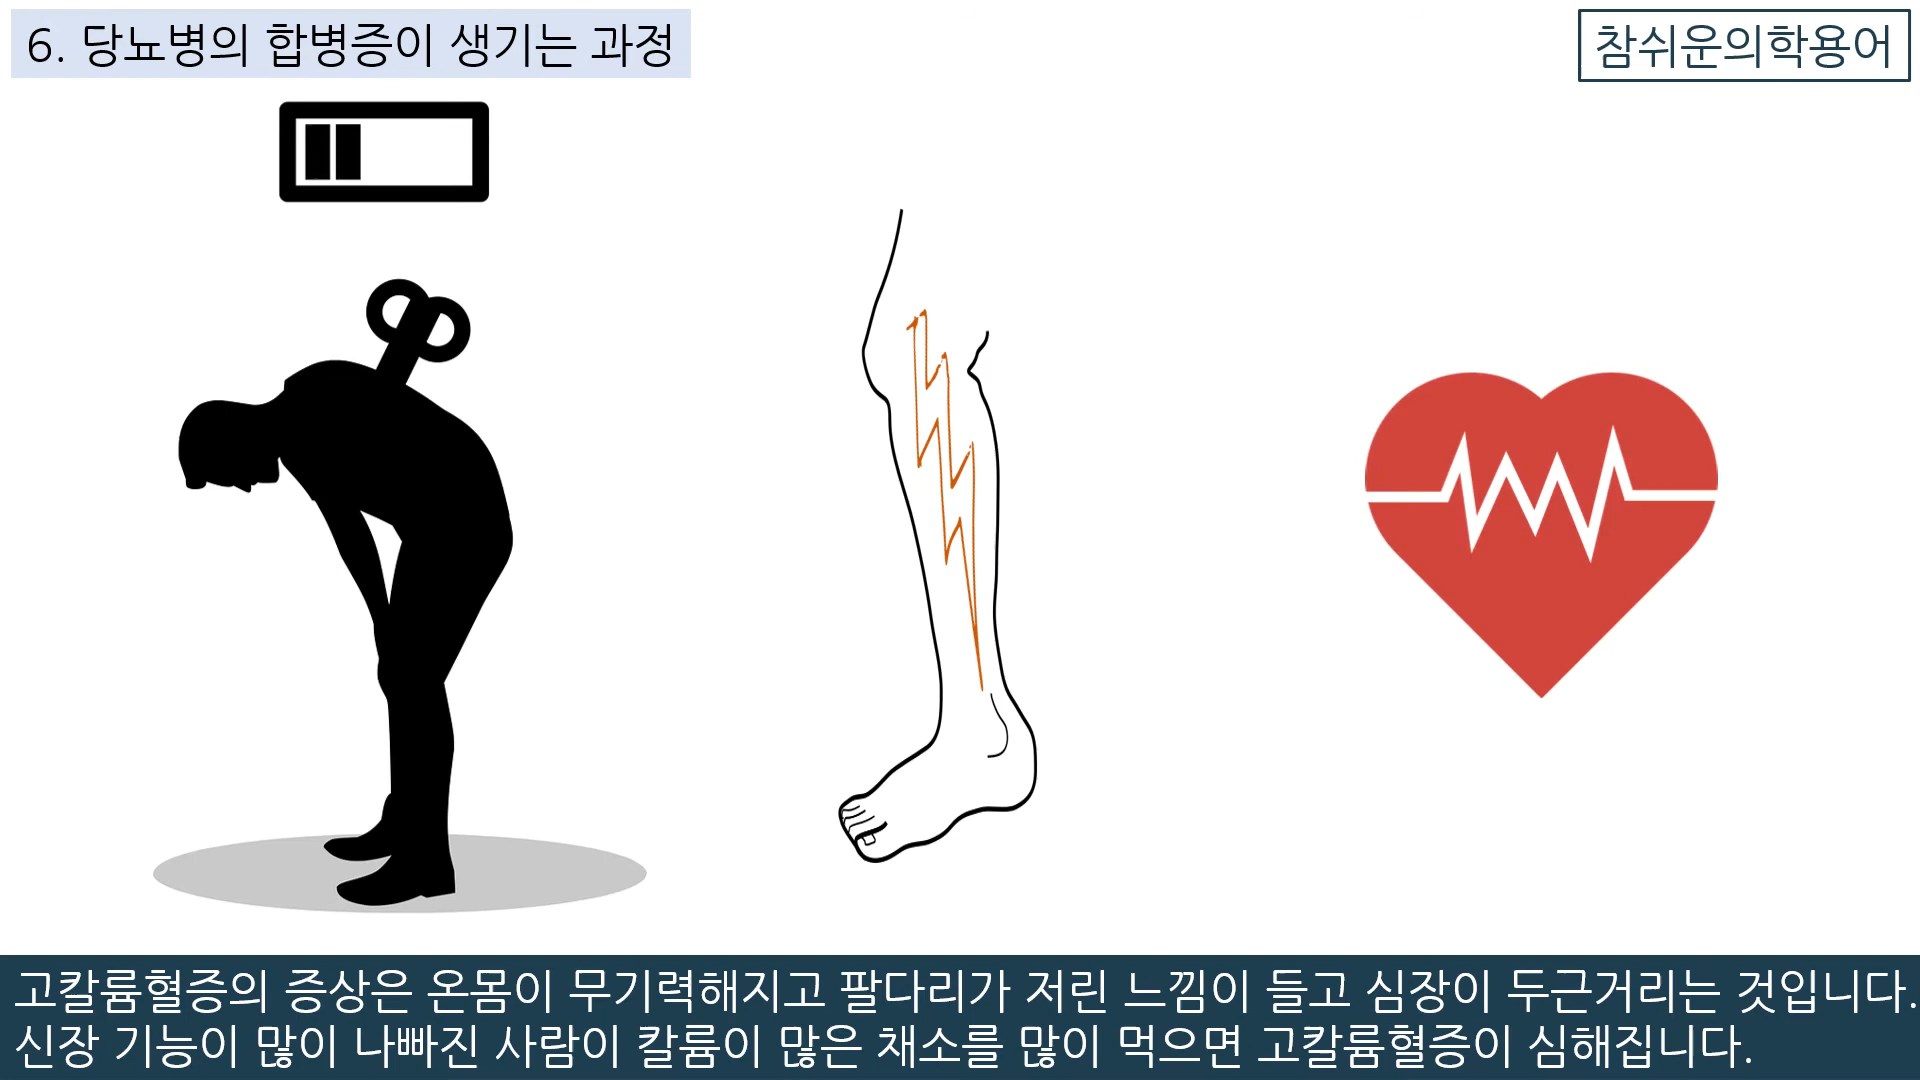 6. 당뇨병의 합병증이 생기는 과정
참쉬운의학용어
고칼륨혈증의 증상은 온몸이 무기력해지고 팔다리가 저린 느낌이 들고 심장이 두근거리는 것입니다.
신장 기능이 많이 나빠진 사람이 칼륨이 많은 채소를 많이 먹으면 고칼륨혈증이 심해집니다.